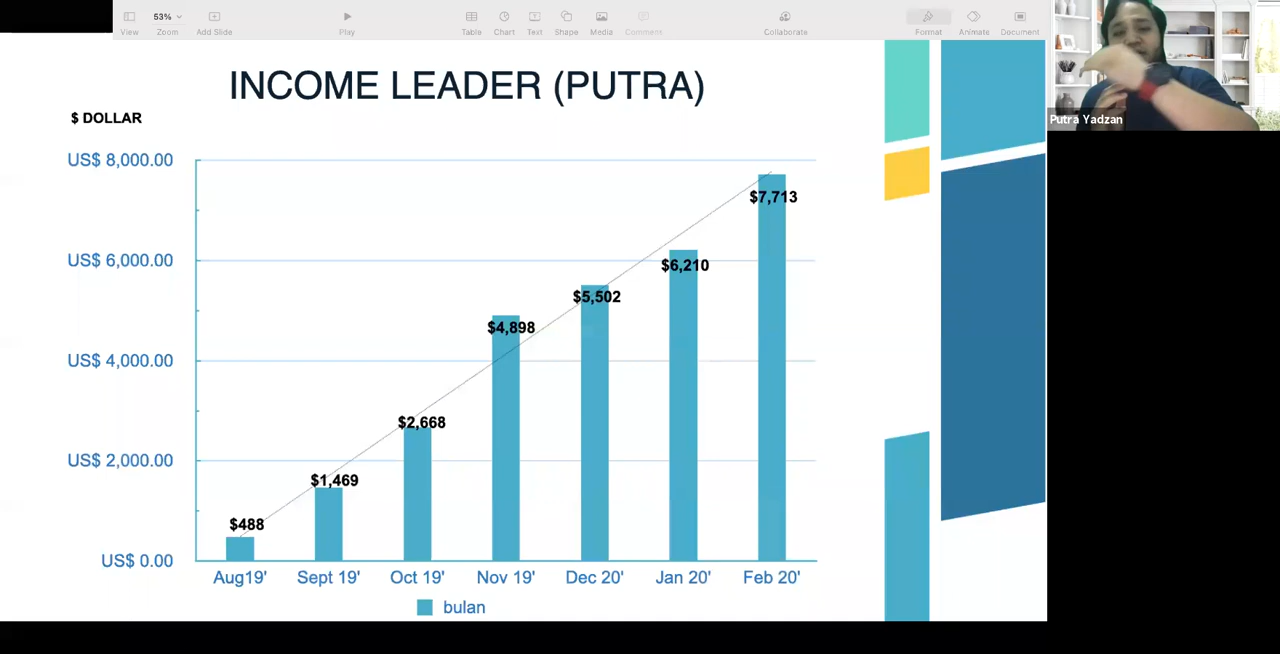 53%
View
Zoom
Add Slide
Play
Table
Chart
Text
Shape
Media
Comment
Collaborate
Format
Animate
Document
INCOME LEADER (PUTRA)
$ DOLLAR
Putra Yadzan
US$ 8,000.00
US$ 6,000.00
US$ 4,000.00
US$ 2,000.00
US$ 0.00
$488
$1,469
$2,668
$4,898
$5,502
$6,210
$7,713
Aug19'
Sept 19'
Oct 19'
Nov 19'
Dec 20'
Jan 20'
Feb 20'
bulan